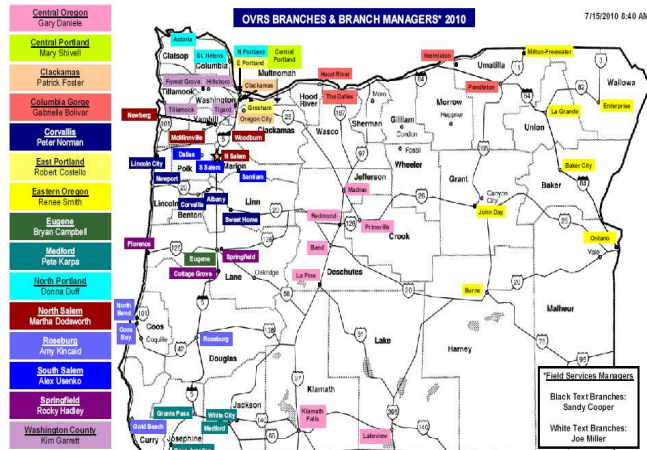 OVRS BRANCHES & BRANCH MANAGERS* 2010
7/15/2010 8:40 AM
Central Oregon
Gary Daniele
Central Portland
Mary Shivell
Clackamas
Patrick Foster
Columbia Gorge
Gabrielle Bolivar
Corvallis
Peter Norman
East Portland
Robert Costello
Eastern Oregon
Renee Smith
Eugene
Bryan Campbell
Medford
Pete Karpa
North Portland
Donna Duff
North Salem
Martha Dodsworth
Roseburg
Amy Kincaid
South Salem
Alex Usenko
Springfield
Rocky Hadley
Washington County
Kim Garrett
Astoria
Clatsop
St. Helens
Columbia
N Portland
E Portland
Central
Portland
Multnomah
Tillamook
Forest Grove
Hillsboro
Washington
Tillamook
Tigard
Clackamas
Gresham
Oregon City
Clackamas
Hood
River
Hood River
The Dalles
Wasco
Sherman
Moro
Gilliam
Condon
Fossil
Wheeler
Morrow
Heppner
Hermiston
Umatilla
Pendleton
Milton-Freewater
Wallowa
Enterprise
La Grande
Union
Baker City
Baker
Newberg
Yamhill
McMinnville
Woodburn
Dallas
N Salem
Marion
Polk
S Salem
Santiam
Lincoln City
Newport
Lincoln
Benton
Corvallis
Albany
Linn
Sweet Home
Jefferson
Madras
Redmond
Prineville
Crook
Bend
Deschutes
La Pine
Grant
Canyon
City
John Day
Ontario
Vale
Malheur
Burns
Harney
Florence
Eugene
Springfield
Cottage Grove
Lane
Oakridge
North
Bend
Coos
Bay
Coos
Coquille
Roseburg
Douglas
Lake
Klamath
Klamath
Falls
Lakeview
Grants Pass
White City
Medford
Jackson
Josephine
Gold Beach
Curry
*Field Services Managers
Black Text Branches:
Sandy Cooper
White Text Branches:
Joe Miller